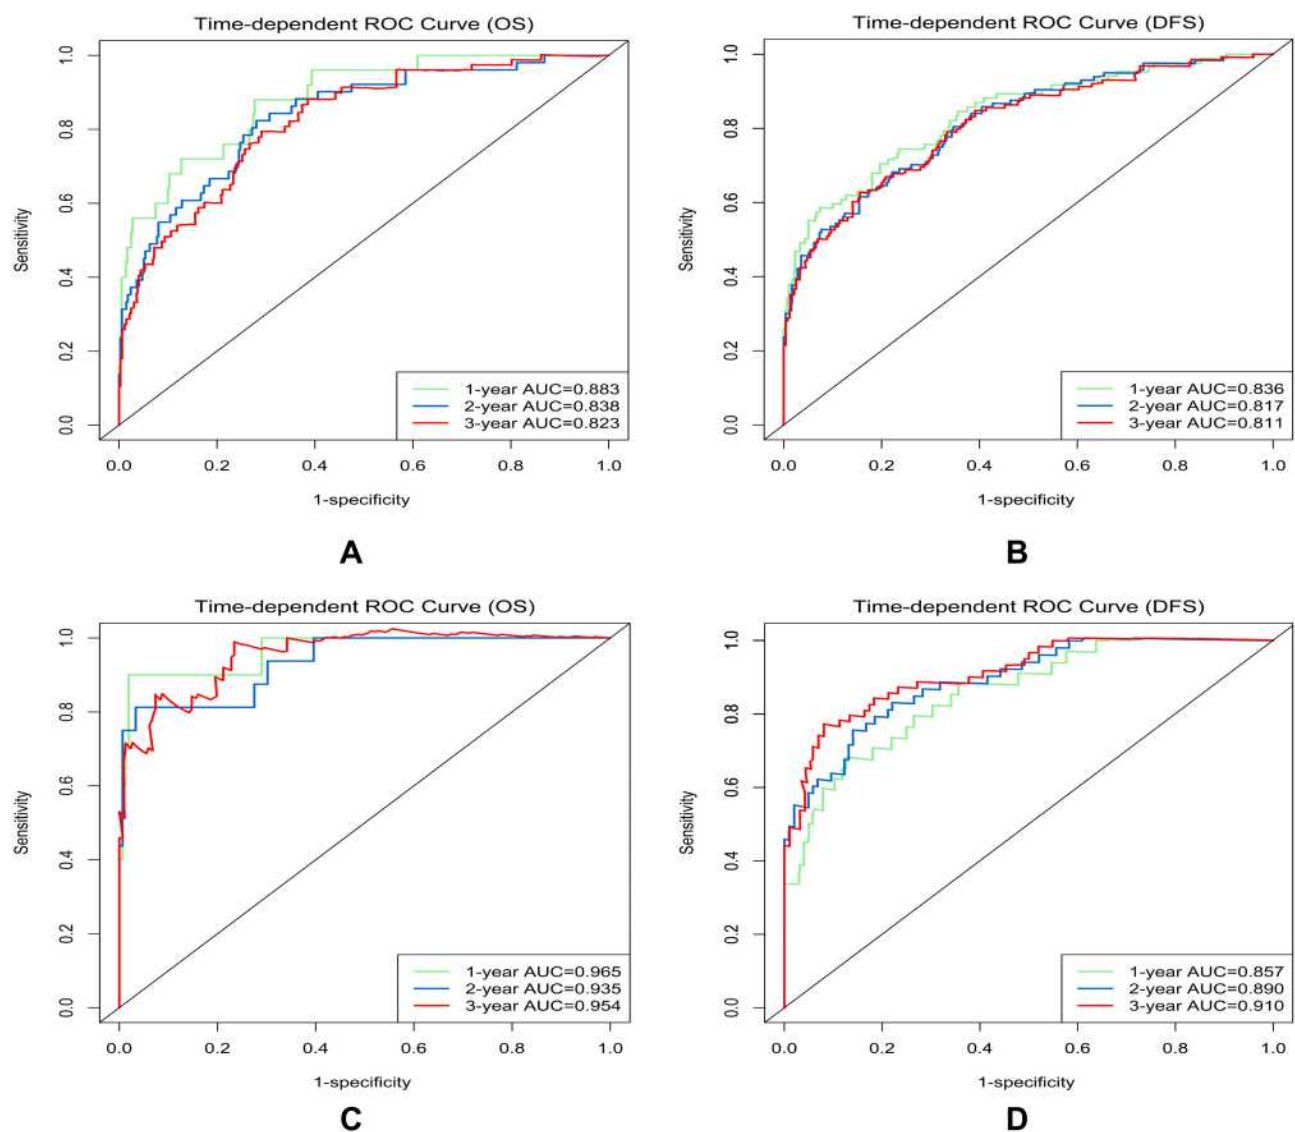 Time-dependent ROC Curve (OS)
Sensitivity
1.0
0.8
0.6
0.4
0.2
0.0
1-year AUC=0.883
2-year AUC=0.838
3-year AUC=0.823
0.0 0.2 0.4 0.6 0.8 1.0
1-specificity
A
Time-dependent ROC Curve (DFS)
Sensitivity
1.0
0.8
0.6
0.4
0.2
0.0
1-year AUC=0.836
2-year AUC=0.817
3-year AUC=0.811
0.0 0.2 0.4 0.6 0.8 1.0
1-specificity
B
Time-dependent ROC Curve (OS)
Sensitivity
1.0
0.8
0.6
0.4
0.2
0.0
1-year AUC=0.965
2-year AUC=0.935
3-year AUC=0.954
0.0 0.2 0.4 0.6 0.8 1.0
1-specificity
C
Time-dependent ROC Curve (DFS)
Sensitivity
1.0
0.8
0.6
0.4
0.2
0.0
1-year AUC=0.857
2-year AUC=0.890
3-year AUC=0.910
0.0 0.2 0.4 0.6 0.8 1.0
1-specificity
D